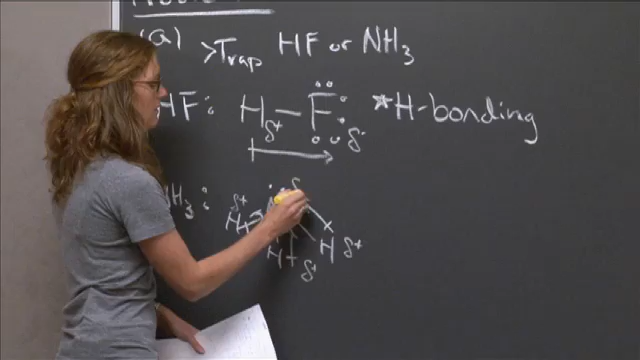 (a) >Trap HF or NH3
HF: H – F *H-bonding
δ+ δ-
NH3: δ+ δ
H H H δ+
δ+